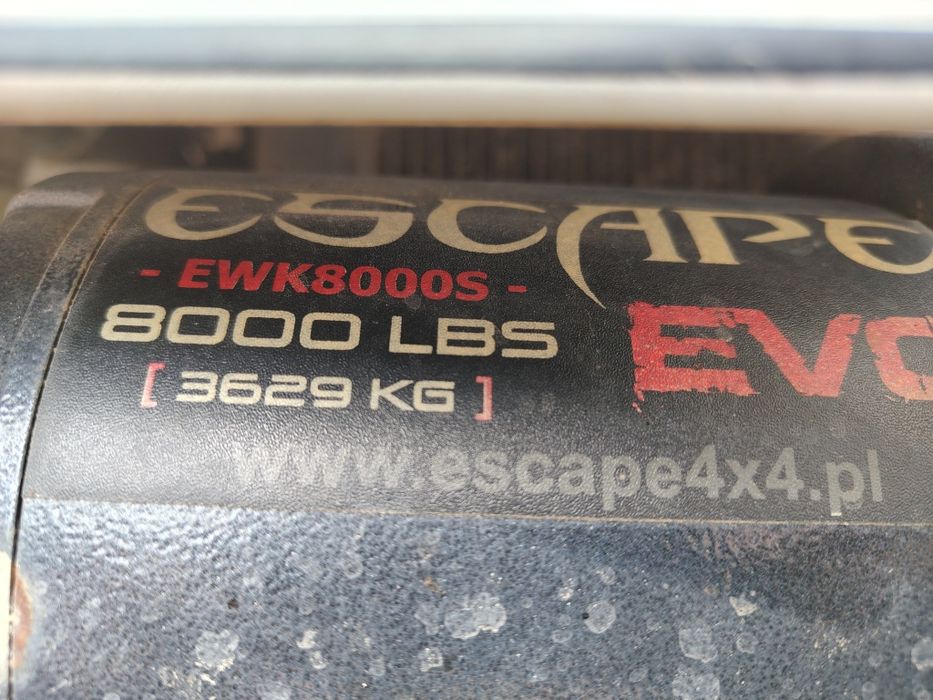 ESCAPE
- EWK8000S -
8000 LBS
EVO
[ 3629 KG ]
www.escape4x4.pl